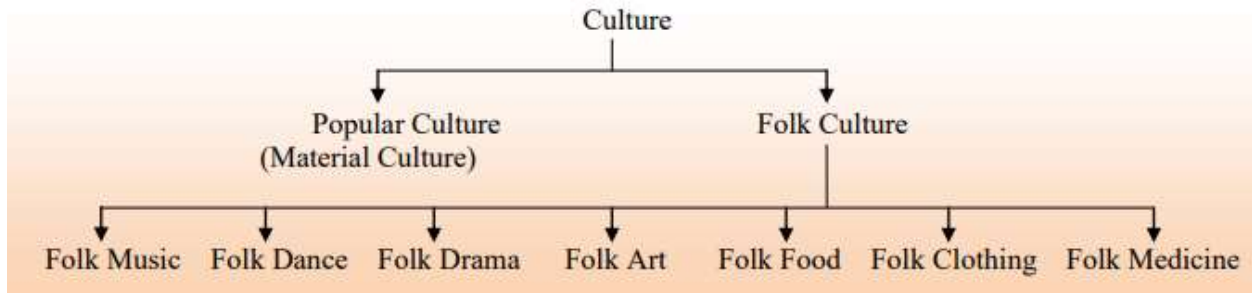 Culture
Popular Culture
Folk Culture
(Material Culture)
Folk Music
Folk Dance
Folk Drama
Folk Art
Folk Food
Folk Clothing
Folk Medicine